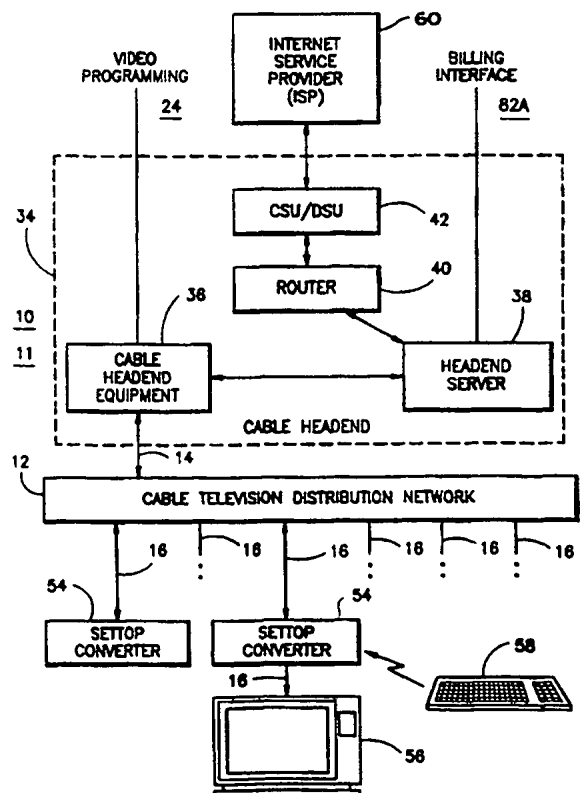 60
VIDEO
PROGRAMMING
24
INTERNET
SERVICE
PROVIDER
(ISP)
BILLING
INTERFACE
82A
34
CSU/DSU
42
10
11
ROUTER
40
36
38
CABLE
HEADEND
EQUIPMENT
HEADEND
SERVER
CABLE HEADEND
14
12
CABLE TELEVISION DISTRIBUTION NETWORK
16
16
16
16
16
16
54
54
SETTOP
CONVERTER
SETTOP
CONVERTER
58
16
56